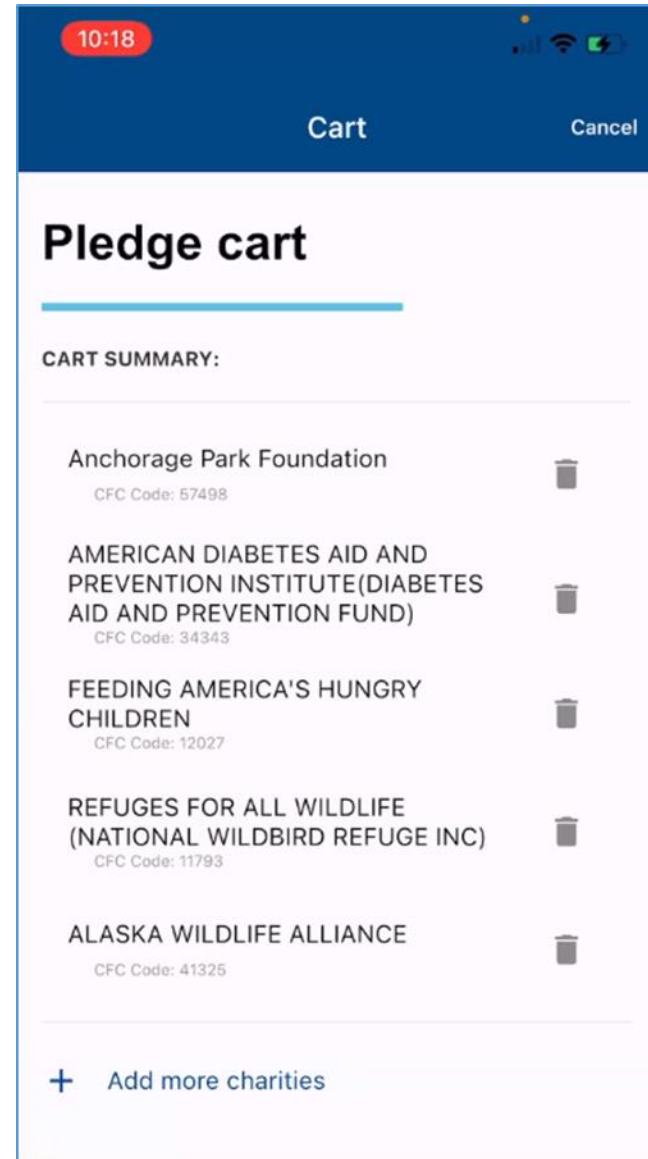 10:18
Cart
Cancel
Pledge cart
CART SUMMARY:
Anchorage Park Foundation
CFC Code: 57498
AMERICAN DIABETES AID AND
PREVENTION INSTITUTE(DIABETES
AID AND PREVENTION FUND)
CFC Code: 34343
FEEDING AMERICA'S HUNGRY
CHILDREN
CFC Code: 12027
REFUGES FOR ALL WILDLIFE
(NATIONAL WILDBIRD REFUGE INC)
CFC Code: 11793
ALASKA WILDLIFE ALLIANCE
CFC Code: 41325
+ Add more charities